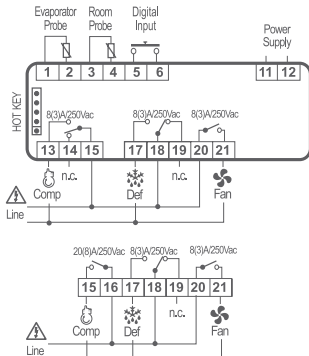 Evaporator Room Digital
Probe Probe Input
Power
Supply
1 2 3 4 5 6 11 12
HOT KEY
8(3)A/250Vac 8(3)A/250Vac 8(3)A/250Vac
13 14 15 17 18 19 20 21
Comp n.c. Def n.c. Fan
Line
20(8)A/250Vac 8(3)A/250Vac 8(3)A/250Vac
15 16 17 18 19 20 21
Comp Def n.c. Fan
Line